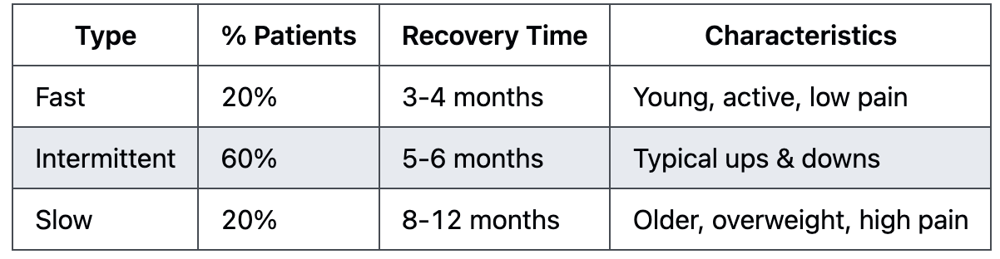 Type % Patients Recovery Time Characteristics
Fast 20% 3-4 months Young, active, low pain
Intermittent 60% 5-6 months Typical ups & downs
Slow 20% 8-12 months Older, overweight, high pain